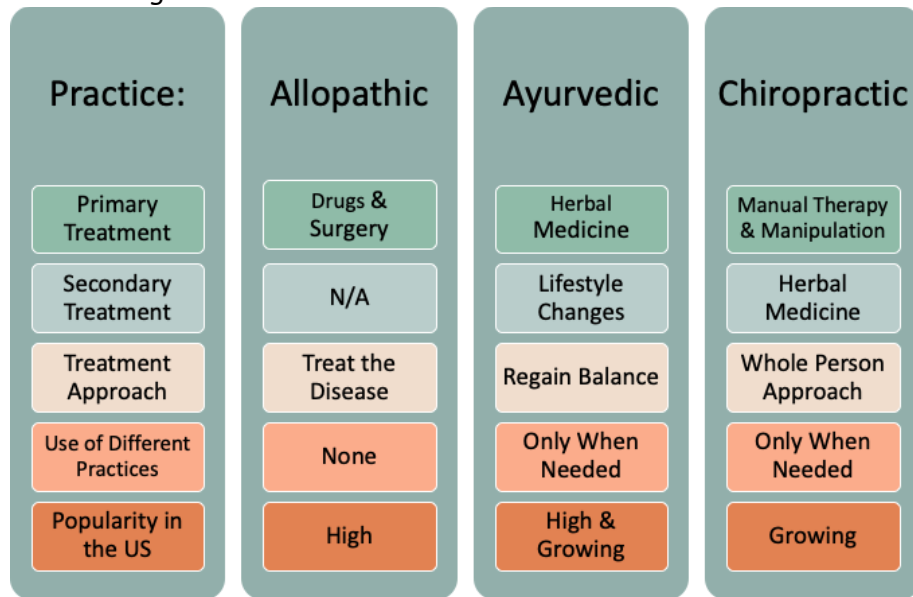 Practice:
Allopathic
Ayurvedic
Chiropractic
Primary
Treatment
Drugs &
Surgery
Herbal
Medicine
Manual Therapy
& Manipulation
Secondary
Treatment
N/A
Lifestyle
Changes
Herbal
Medicine
Treatment
Approach
Treat the
Disease
Regain Balance
Whole Person
Approach
Use of Different
Practices
None
Only When
Needed
Only When
Needed
Popularity in
the US
High
High &
Growing
Growing